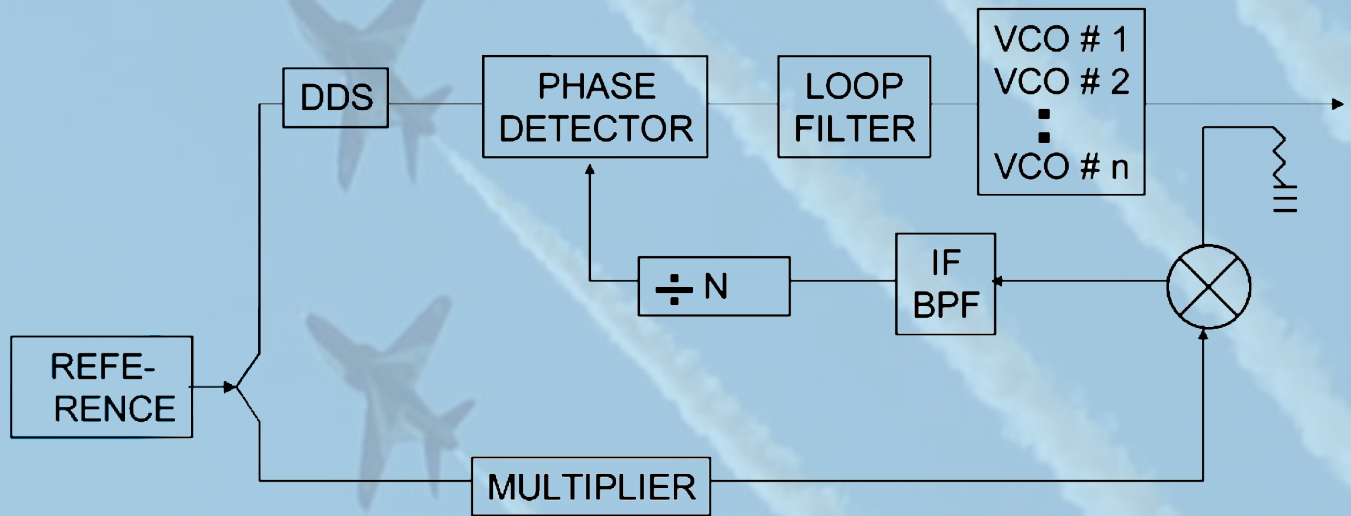 DDS
PHASE
DETECTOR
LOOP
FILTER
VCO # 1
VCO # 2
:
VCO # n
÷ N
IF
BPF
REFE-
RENCE
MULTIPLIER